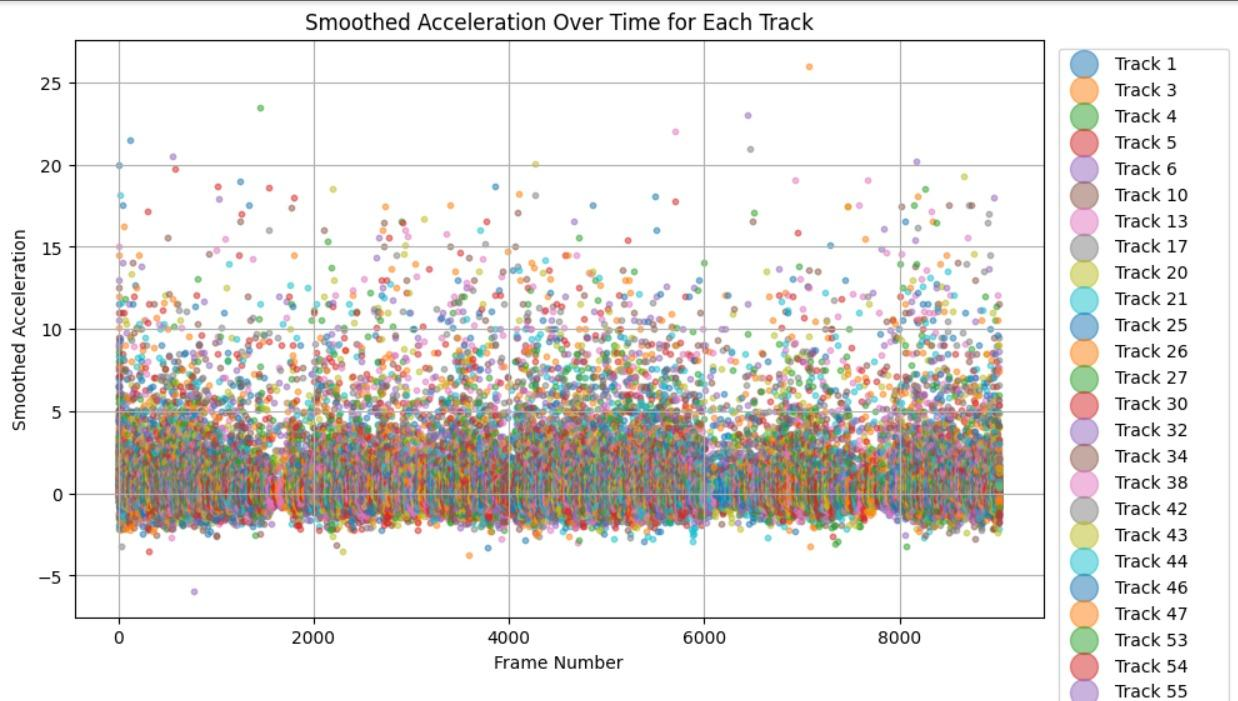 Smoothed Acceleration Over Time for Each Track
Smoothed Acceleration
25
20
15
10
5
0
−5
0 2000 4000 6000 8000
Frame Number
Track 1
Track 3
Track 4
Track 5
Track 6
Track 10
Track 13
Track 17
Track 20
Track 21
Track 25
Track 26
Track 27
Track 30
Track 32
Track 34
Track 38
Track 42
Track 43
Track 44
Track 46
Track 47
Track 53
Track 54
Track 55